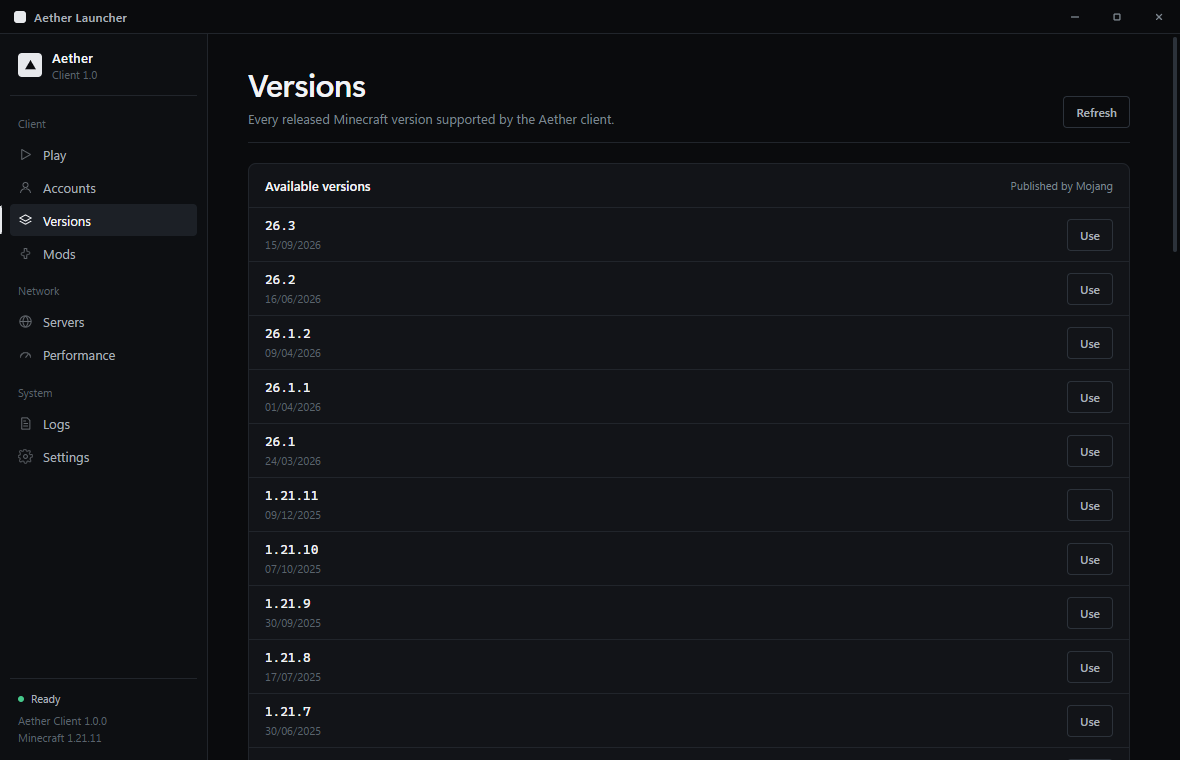 Aether Launcher
Aether
Client 1.0
Client
Play
Accounts
Versions
Mods
Network
Servers
Performance
System
Logs
Settings
Ready
Aether Client 1.0.0
Minecraft 1.21.11
Versions
Every released Minecraft version supported by the Aether client.
Refresh
Available versions
Published by Mojang
26.3
15/09/2026
Use
26.2
16/06/2026
Use
26.1.2
09/04/2026
Use
26.1.1
01/04/2026
Use
26.1
24/03/2026
Use
1.21.11
09/12/2025
Use
1.21.10
07/10/2025
Use
1.21.9
30/09/2025
Use
1.21.8
17/07/2025
Use
1.21.7
30/06/2025
Use